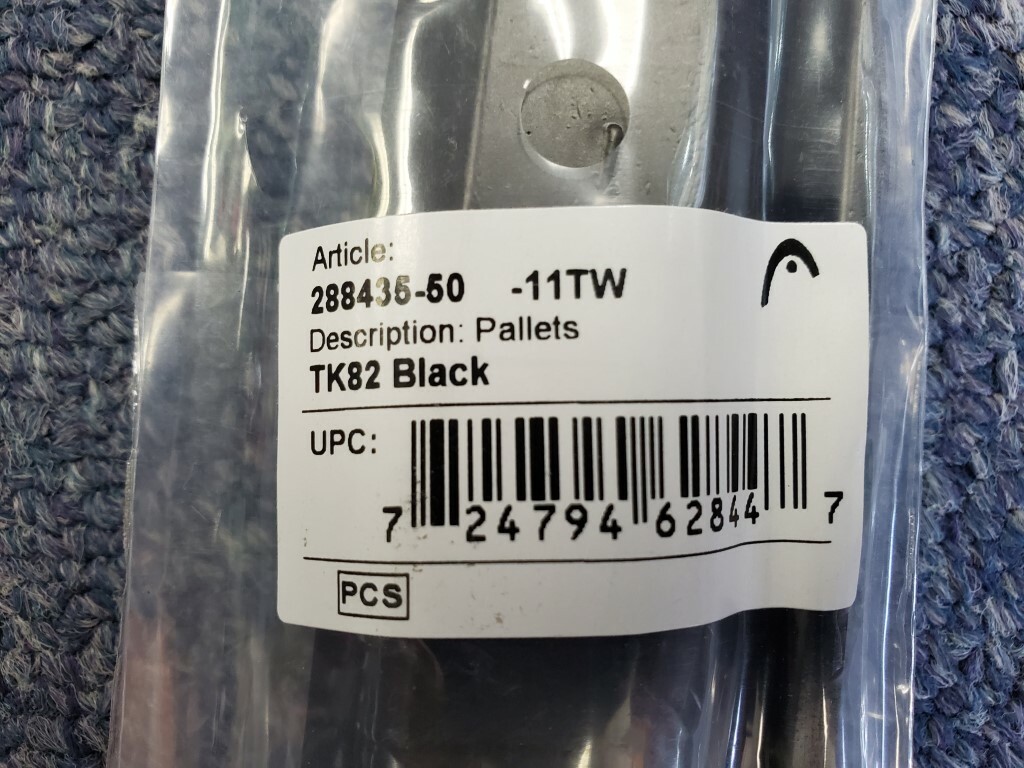 Article:
288435-50 -11TW
Description: Pallets
TK82 Black
UPC:
7 24794 62844 7
PCS